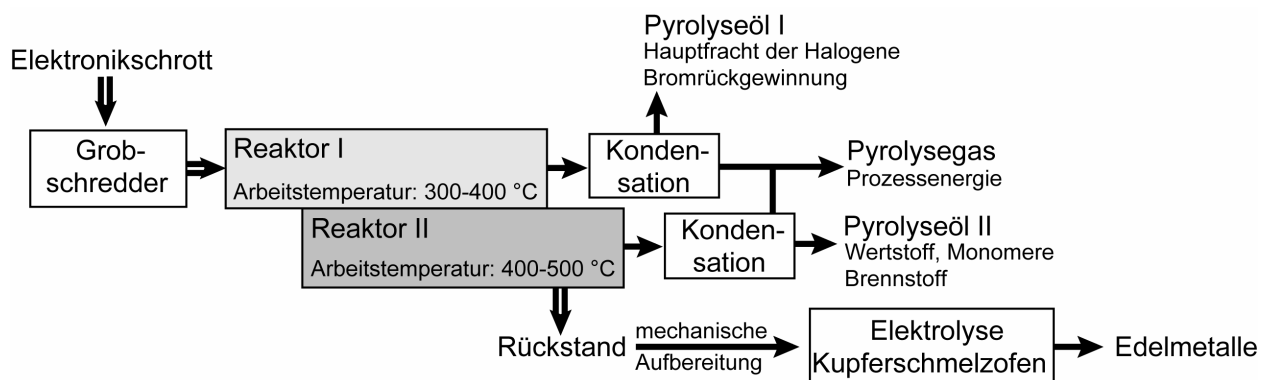 Pyrolyseöl I
Hauptfracht der Halogene
Bromrückgewinnung
Elektronikschrott
Grob-
schredder
Reaktor I
Arbeitstemperatur: 300-400 °C
Konden-
sation
Pyrolysegas
Prozessenergie
Reaktor II
Arbeitstemperatur: 400-500 °C
Konden-
sation
Pyrolyseöl II
Wertstoff, Monomere
Brennstoff
Rückstand
mechanische
Aufbereitung
Elektrolyse
Kupferschmelzofen
Edelmetalle